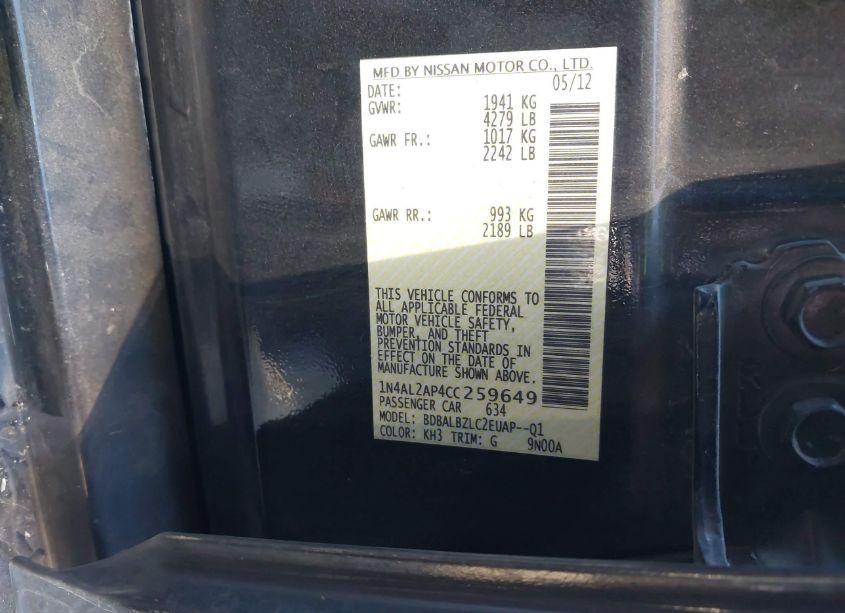 MFD BY NISSAN MOTOR CO., LTD.
DATE: 05/12
GVWR: 1941 KG
4279 LB
GAWR FR.: 1017 KG
2242 LB
GAWR RR.: 993 KG
2189 LB
THIS VEHICLE CONFORMS TO
ALL APPLICABLE FEDERAL
MOTOR VEHICLE SAFETY,
BUMPER, AND THEFT
PREVENTION STANDARDS IN
EFFECT ON THE DATE OF
MANUFACTURE SHOWN ABOVE.
1N4AL2AP4CC259649
PASSENGER CAR 634
MODEL: BDBALBZLC2EUAP--Q1
COLOR: KH3 TRIM: G 9N00A